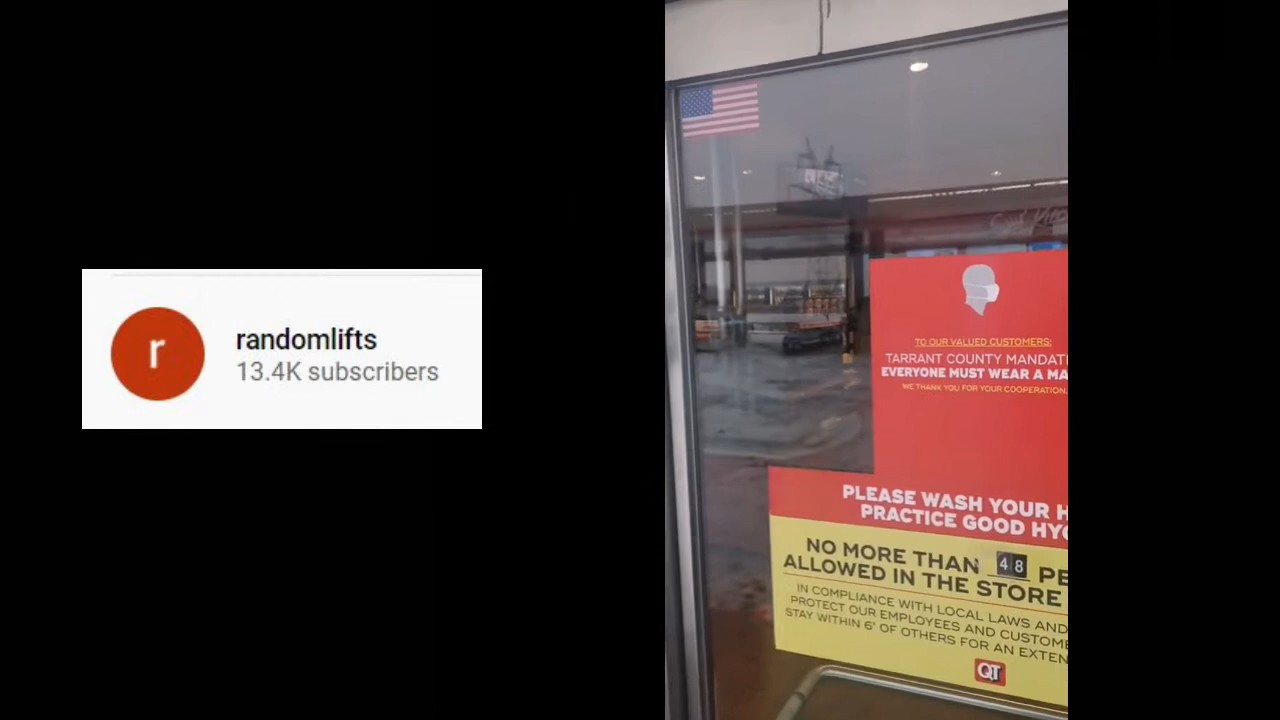 r
randomlifts
13.4K subscribers
TO OUR VALUED CUSTOMERS:
TARRANT COUNTY MANDAT
EVERYONE MUST WEAR A MA
WE THANK YOU FOR YOUR COOPERATION.
PLEASE WASH YOUR H
PRACTICE GOOD HYG
NO MORE THAN 48 PE
ALLOWED IN THE STORE
IN COMPLIANCE WITH LOCAL LAWS AND
PROTECT OUR EMPLOYEES AND CUSTOME
STAY WITHIN 6' OF OTHERS FOR AN EXTEN
QT